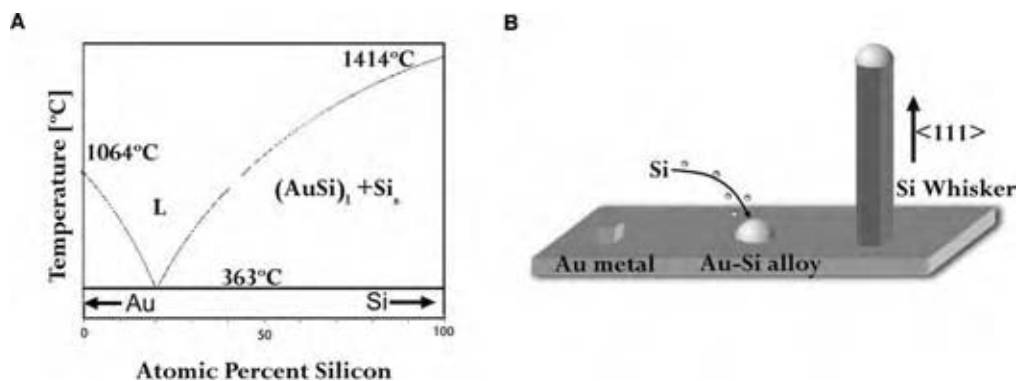 A
Temperature [°C]
1414°C
1064°C
L
(AuSi)l +Sis
363°C
Au
Si
0
50
100
Atomic Percent Silicon
B
<111>
Si
Si Whisker
Au metal
Au-Si alloy